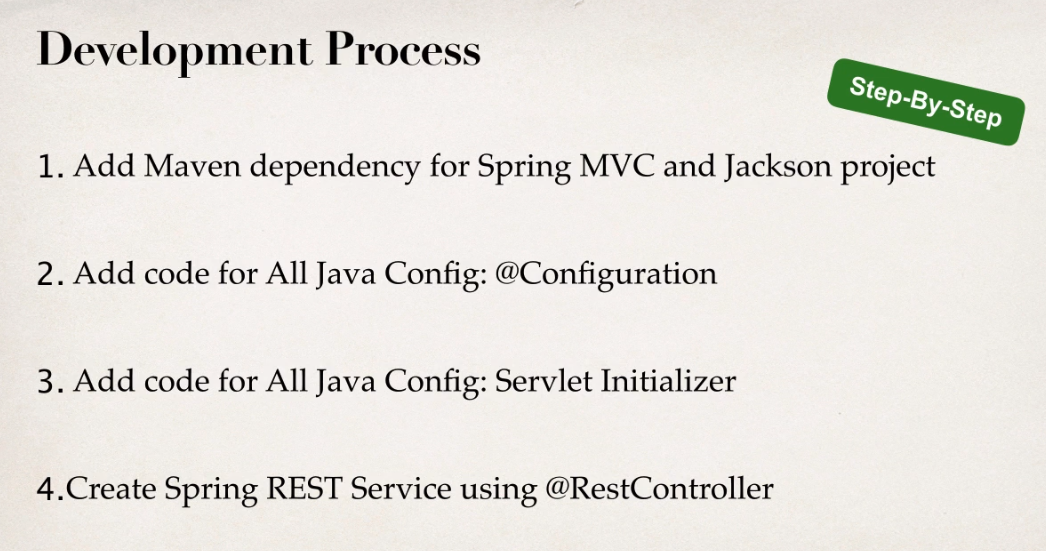 Development Process
Step-By-Step
1. Add Maven dependency for Spring MVC and Jackson project
2. Add code for All Java Config: @Configuration
3. Add code for All Java Config: Servlet Initializer
4.Create Spring REST Service using @RestController